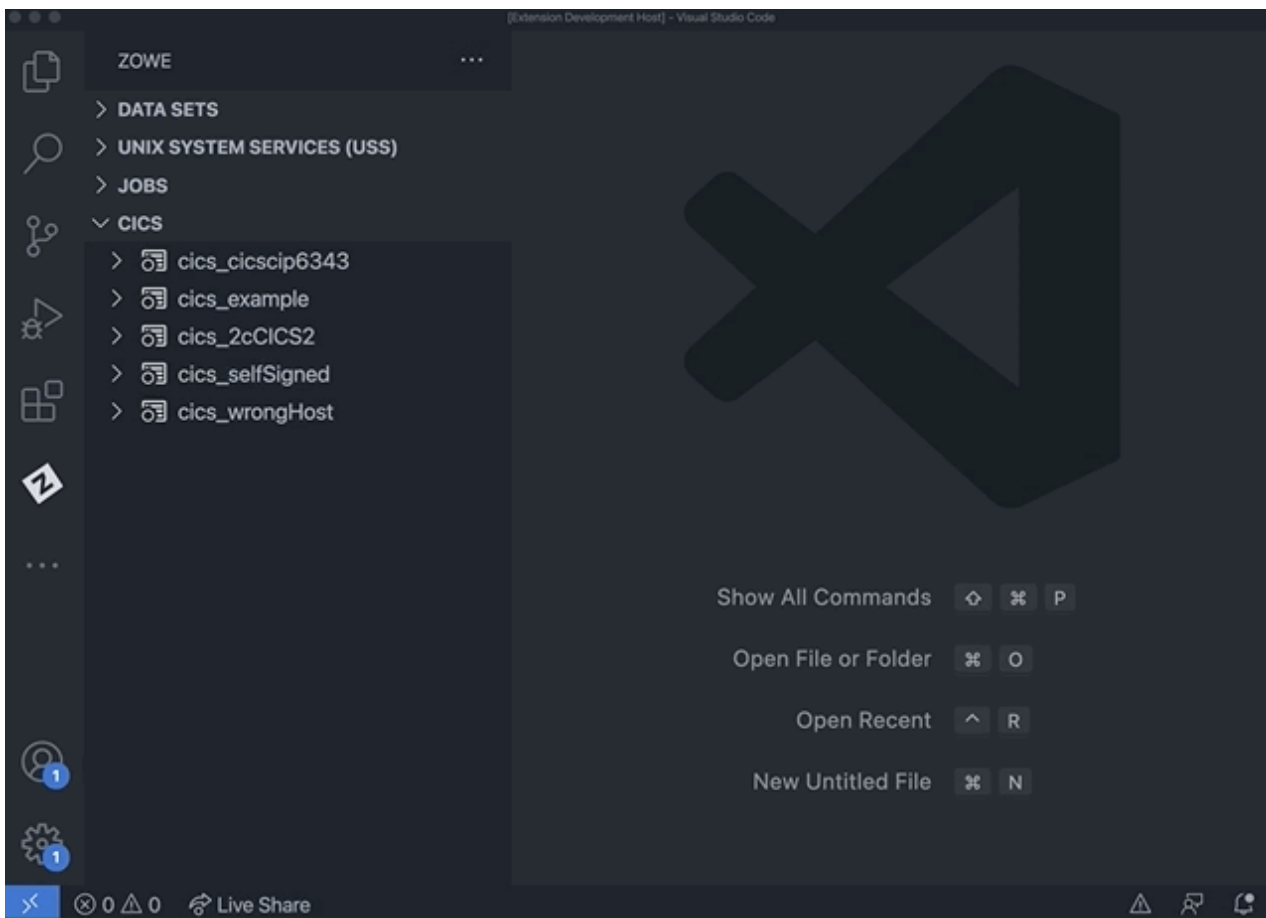 [Extension Development Host] - Visual Studio Code
ZOWE
DATA SETS
UNIX SYSTEM SERVICES (USS)
JOBS
CICS
cics_cicscip6343
cics_example
cics_2cCICS2
cics_selfSigned
cics_wrongHost
Z
Show All Commands ⇧ ⌘ P
Open File or Folder ⌘ O
Open Recent ^ R
New Untitled File ⌘ N
1
1
0 0 Live Share